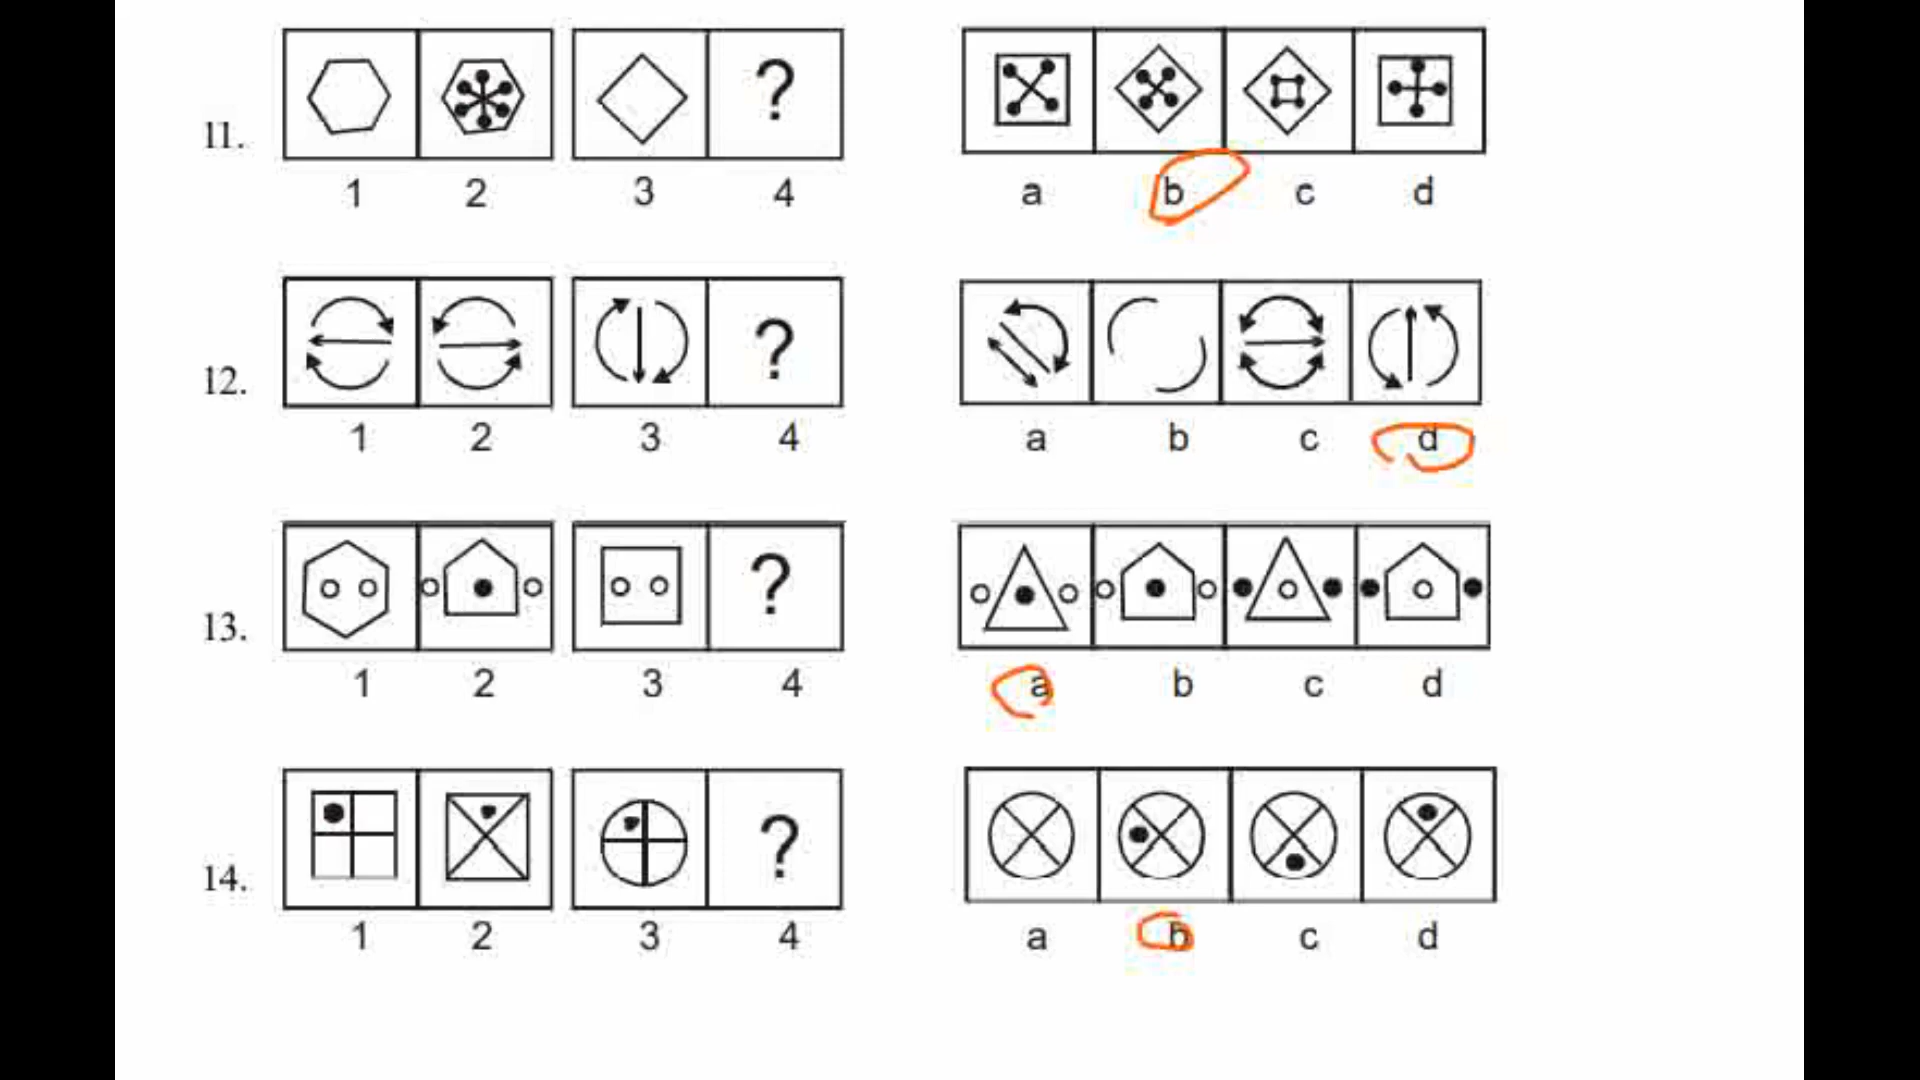 ? 11. 1 2 3 4 a b c d
? 12. 1 2 3 4 a b c d
? 13. 1 2 3 4 a b c d
? 14. 1 2 3 4 a b c d